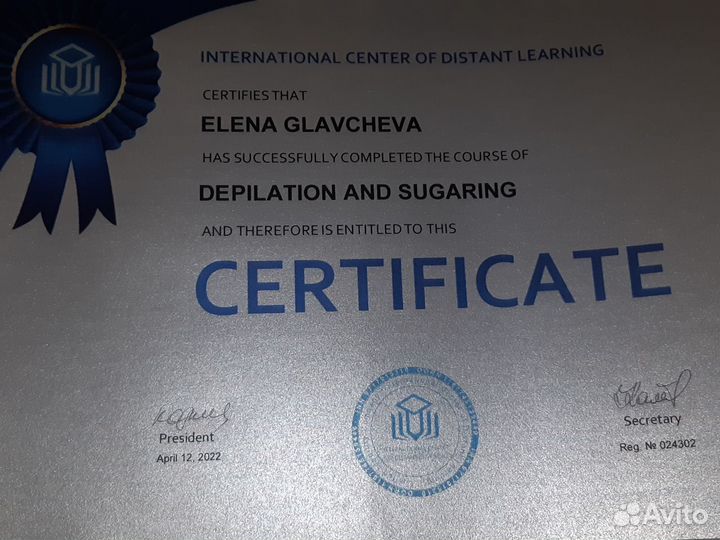 INTERNATIONAL CENTER OF DISTANT LEARNING
CERTIFIES THAT
ELENA GLAVCHEVA
HAS SUCCESSFULLY COMPLETED THE COURSE OF
DEPILATION AND SUGARING
AND THEREFORE IS ENTITLED TO THIS
CERTIFICATE
President
April 12, 2022
Secretary
Reg. № 024302
Avito